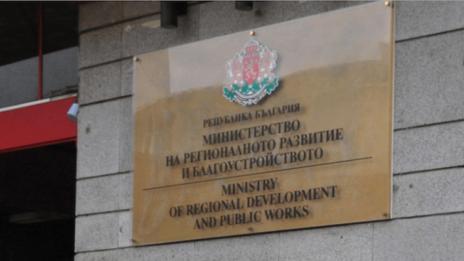 РЕПУБЛИКА БЪЛГАРИЯ
МИНИСТЕРСТВО
НА РЕГИОНАЛНОТО РАЗВИТИЕ
И БЛАГОУСТРОЙСТВОТО
MINISTRY
OF REGIONAL DEVELOPMENT
AND PUBLIC WORKS